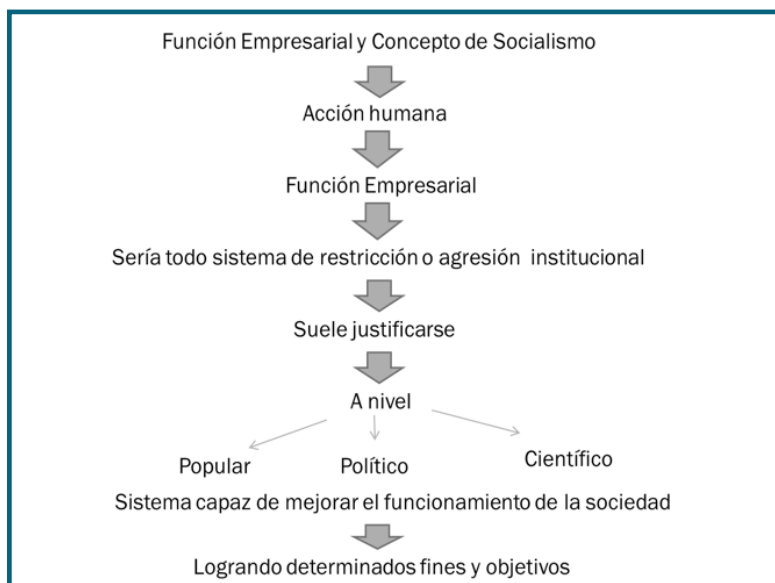 Función Empresarial y Concepto de Socialismo
Acción humana
Función Empresarial
Sería todo sistema de restricción o agresión institucional
Suele justificarse
A nivel
Popular Político Científico
Sistema capaz de mejorar el funcionamiento de la sociedad
Logrando determinados fines y objetivos